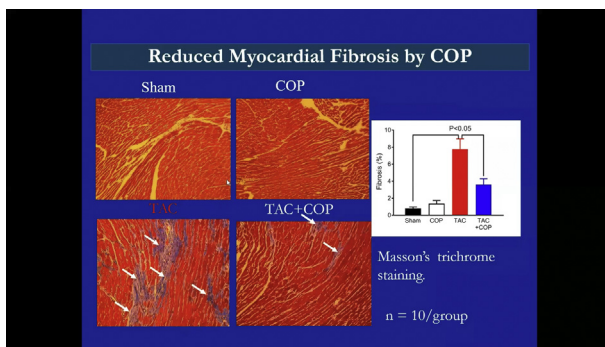 Reduced Myocardial Fibrosis by COP
Sham
COP
TAC
TAC+COP
P<0.05
Fibrosis (%)
10
8
6
4
2
0
Sham
COP
TAC
TAC
+COP
Masson's trichrome
staining.
n = 10/group